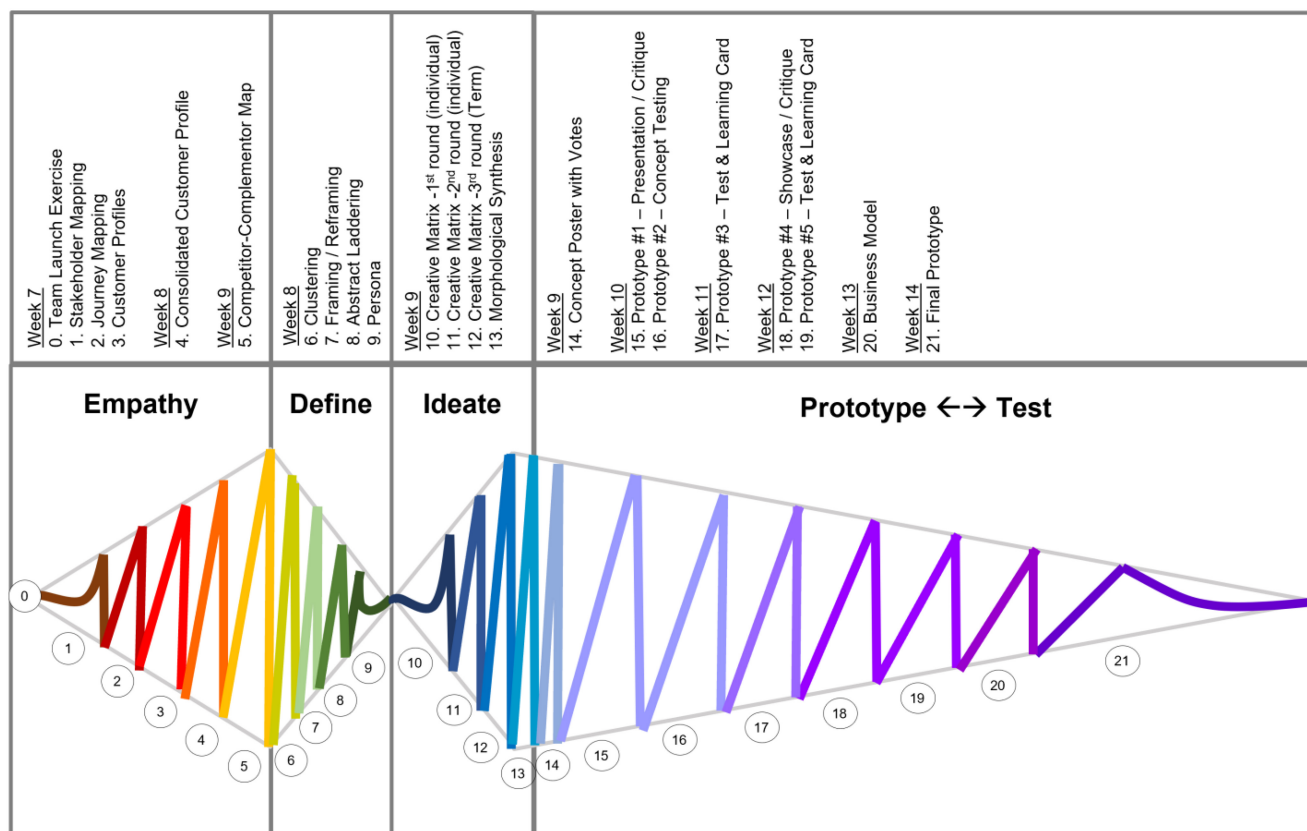 Week 7
0. Team Launch Exercise
1. Stakeholder Mapping
2. Journey Mapping
3. Customer Profiles
Week 8
4. Consolidated Customer Profile
Week 9
5. Competitor-Complementor Map
Week 8
6. Clustering
7. Framing / Reframing
8. Abstract Laddering
9. Persona
Week 9
10. Creative Matrix -1st round (individual)
11. Creative Matrix -2nd round (individual)
12. Creative Matrix -3rd round (Term)
13. Morphological Synthesis
Week 9
14. Concept Poster with Votes
Week 10
15. Prototype #1 – Presentation / Critique
16. Prototype #2 – Concept Testing
Week 11
17. Prototype #3 – Test & Learning Card
Week 12
18. Prototype #4 – Showcase / Critique
19. Prototype #5 – Test & Learning Card
Week 13
20. Business Model
Week 14
21. Final Prototype
Empathy
Define
Ideate
Prototype ←→ Test
0
1
2
3
4
5
6
7
8
9
10
11
12
13
14
15
16
17
18
19
20
21